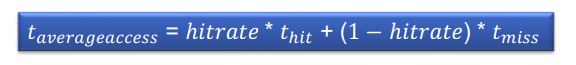 t_averageaccess = hitrate * t_hit + (1 − hitrate) * t_miss